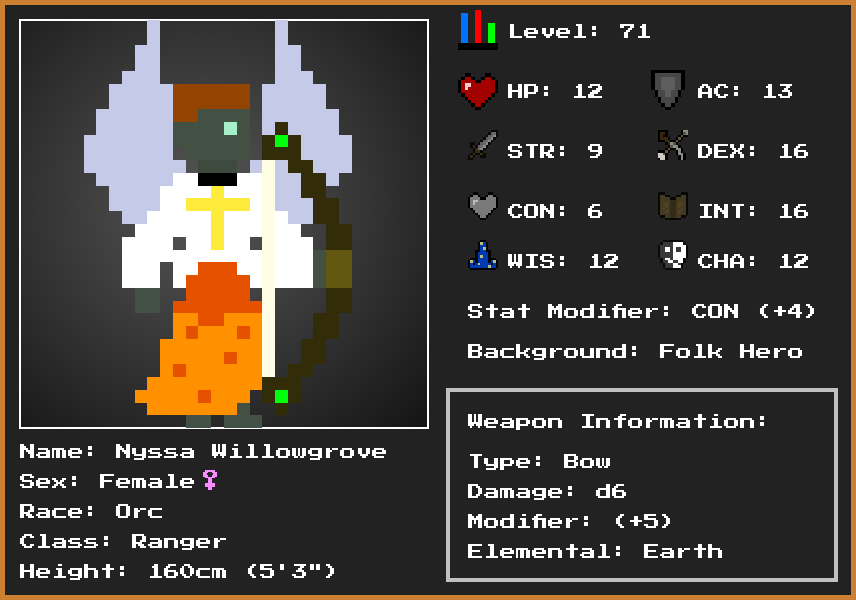 Level: 71
HP: 12
AC: 13
STR: 9
DEX: 16
CON: 6
INT: 16
WIS: 12
CHA: 12
Stat Modifier: CON (+4)
Background: Folk Hero
Weapon Information:
Type: Bow
Damage: d6
Modifier: (+5)
Elemental: Earth
Name: Nyssa Willowgrove
Sex: Female♀
Race: Orc
Class: Ranger
Height: 160cm (5'3")